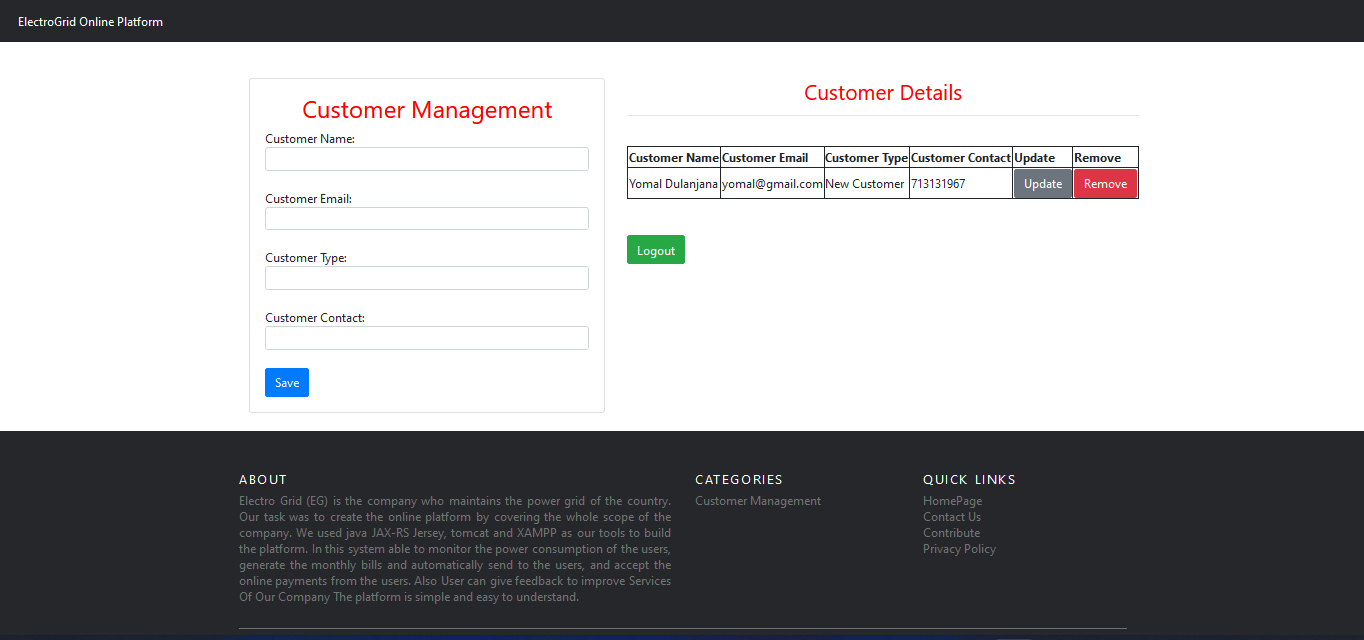 ElectroGrid Online Platform
Customer Management
Customer Name:
Customer Email:
Customer Type:
Customer Contact:
Save
Customer Details
Customer Name Customer Email Customer Type Customer Contact Update Remove
Yomal Dulanjana yomal@gmail.com New Customer 713131967 Update Remove
Logout
ABOUT
Electro Grid (EG) is the company who maintains the power grid of the country.
Our task was to create the online platform by covering the whole scope of the
company. We used java JAX-RS Jersey, tomcat and XAMPP as our tools to build
the platform. In this system able to monitor the power consumption of the users,
generate the monthly bills and automatically send to the users, and accept the
online payments from the users. Also User can give feedback to improve Services
Of Our Company The platform is simple and easy to understand.
CATEGORIES
Customer Management
QUICK LINKS
HomePage
Contact Us
Contribute
Privacy Policy